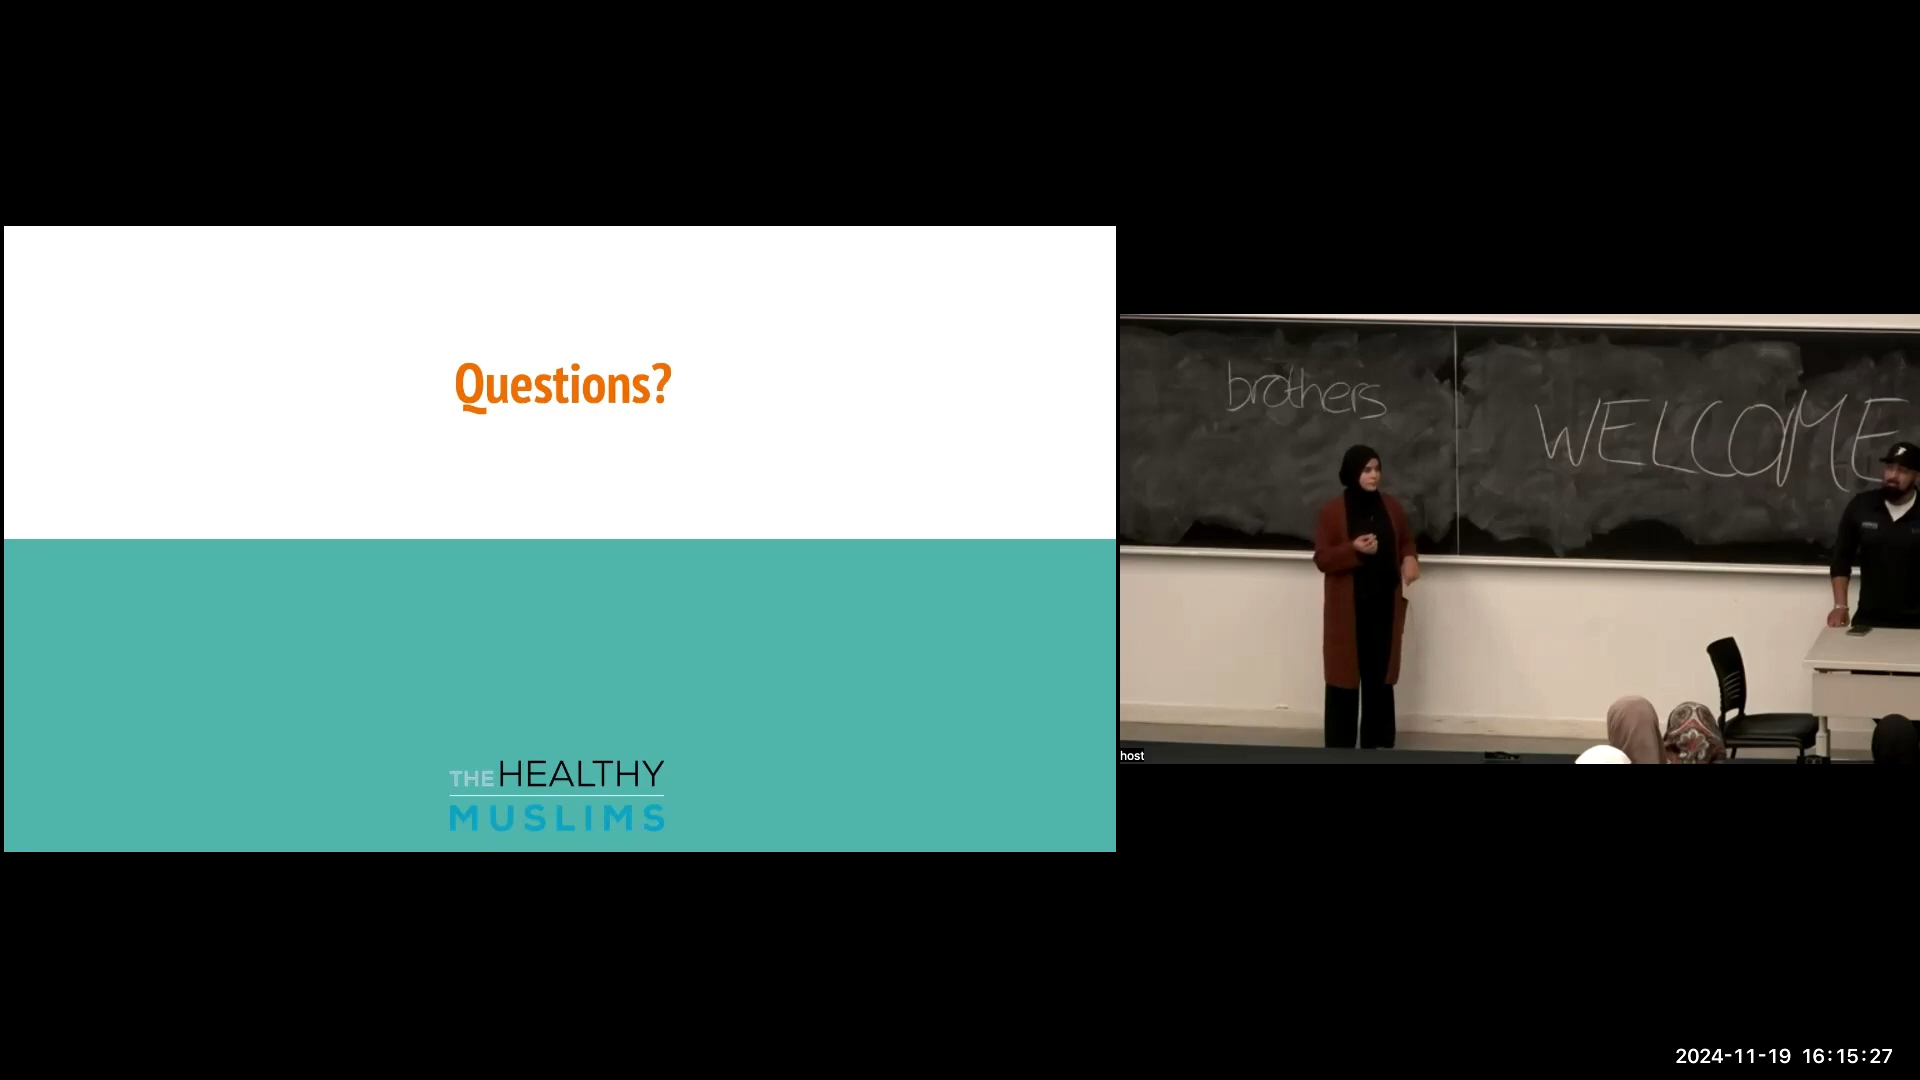 Questions?
THE HEALTHY
MUSLIMS
brothers
WELCOME
host
2024-11-19 16:15:27